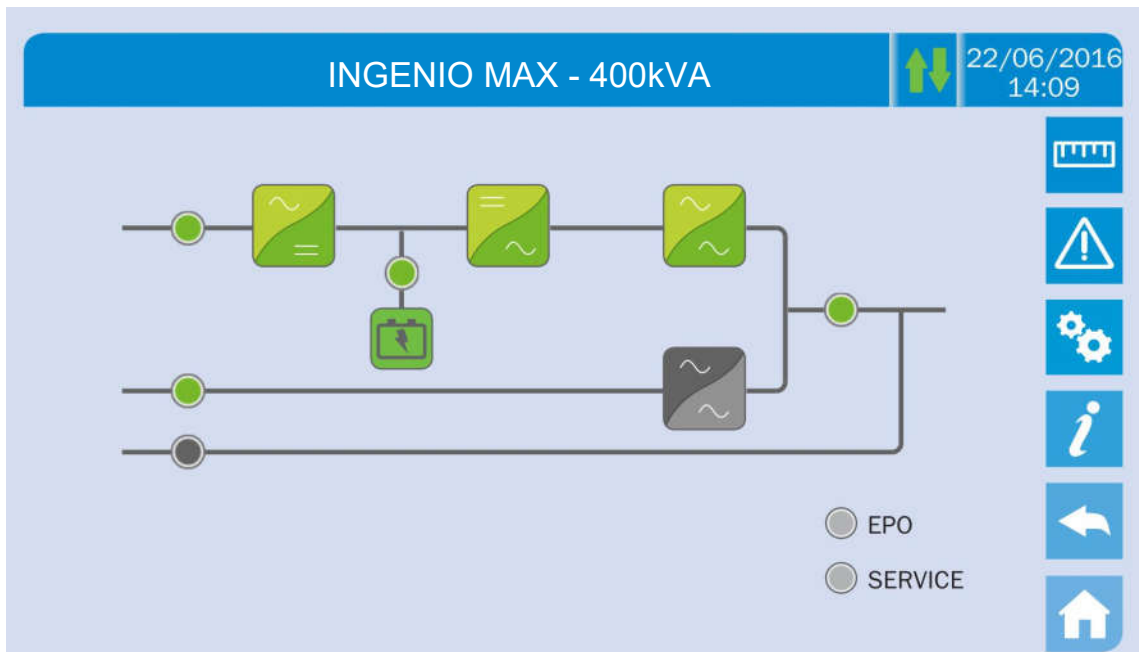 INGENIO MAX - 400kVA
22/06/2016
14:09
EPO
SERVICE